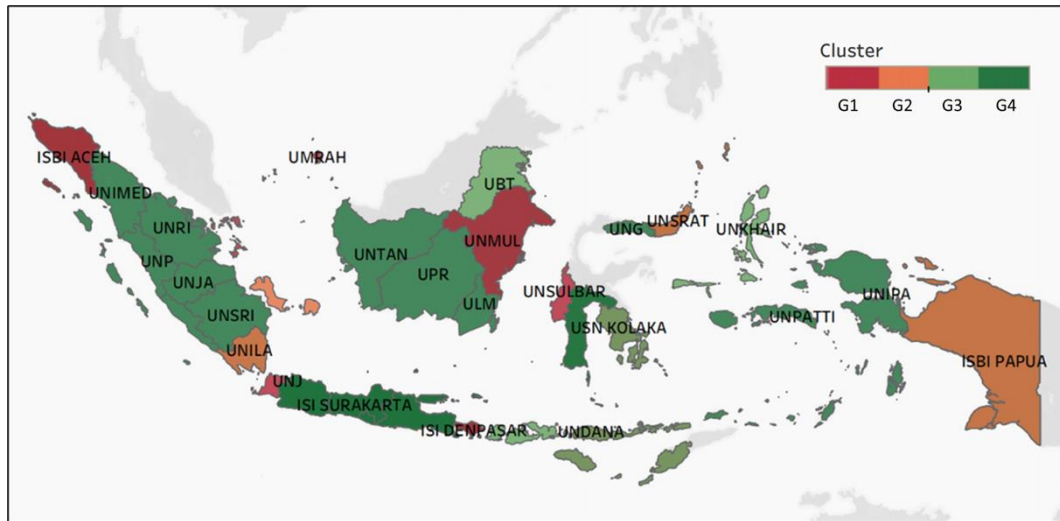 Cluster
G1 G2 G3 G4
ISBI ACEH
UMRAH
UNIMED
UBT
UNRI
UNTAN
UNMUL
UNG
UNSRAT
UNKHAIR
UNP
UPR
UNJA
UNSULBAR
UNIPA
ULM
UNSRI
USN KOLAKA
UNPATTI
UNILA
ISBI PAPUA
UNJ
ISI SURAKARTA
ISI DENPASAR
UNDANA